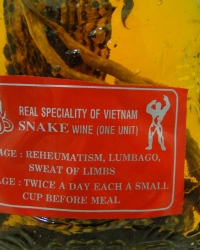 REAL SPECIALITY OF VIETNAM
SNAKE WINE (ONE UNIT)
AGE : REHEUMATISM, LUMBAGO,
SWEAT OF LIMBS
AGE : TWICE A DAY EACH A SMALL
CUP BEFORE MEAL